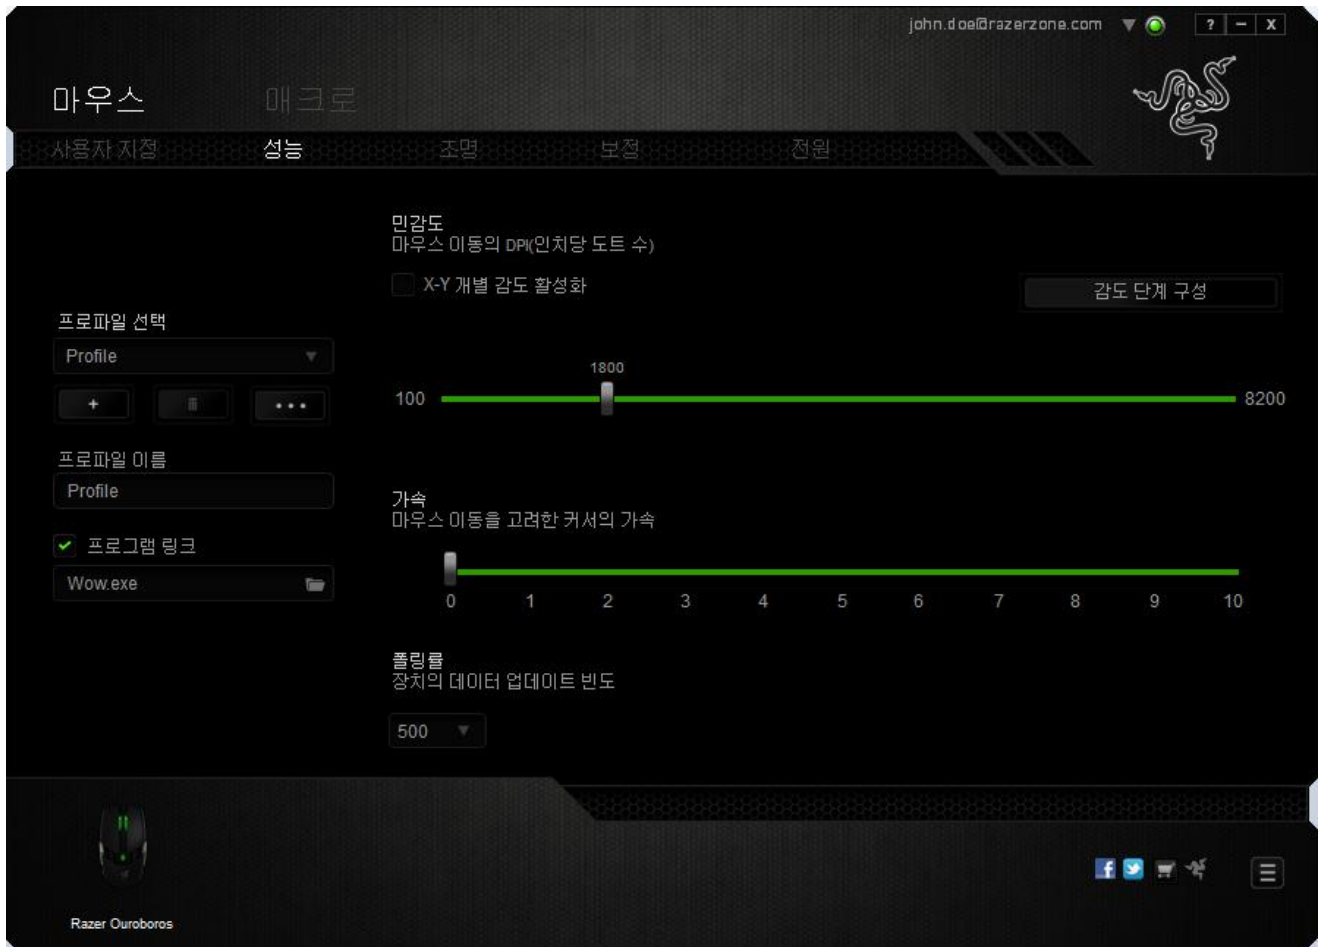 john.doe@razerzone.com
? – X
마우스 매크로
사용자 지정 성능 조명 보정 전원
민감도
마우스 이동의 DPI(인치당 도트 수)
X-Y 개별 감도 활성화
감도 단계 구성
프로파일 선택
Profile
1800
100 8200
+ •••
프로파일 이름
Profile
가속
마우스 이동을 고려한 커서의 가속
프로그램 링크
Wow.exe
0 1 2 3 4 5 6 7 8 9 10
폴링률
장치의 데이터 업데이트 빈도
500
Razer Ouroboros